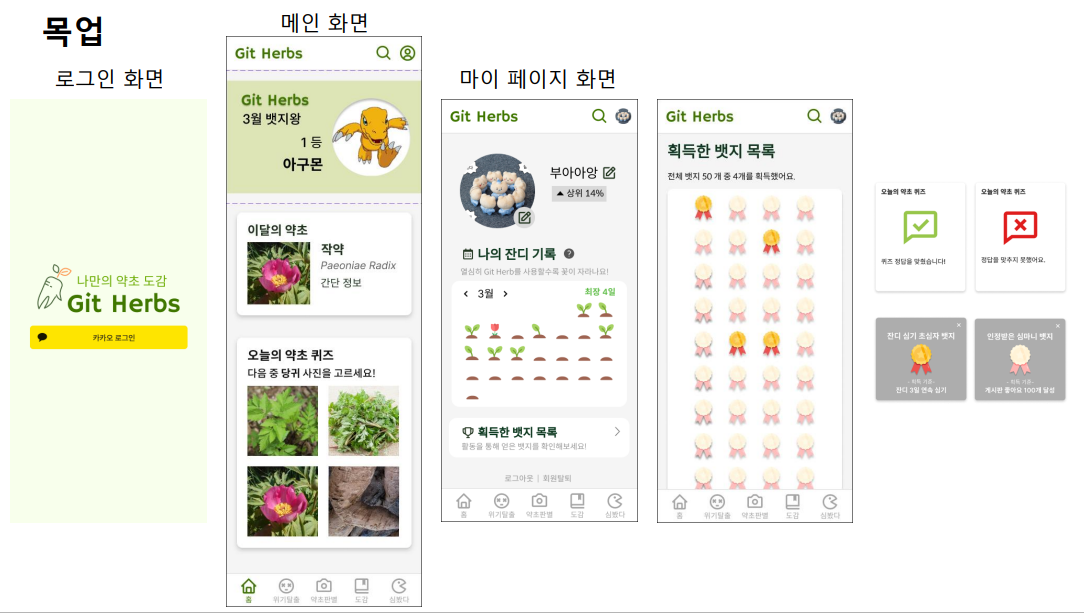 목업
로그인 화면
나만의 약초 도감
Git Herbs
카카오 로그인
메인 화면
Git Herbs
Git Herbs
3월 뱃지왕
1 등
아구몬
이달의 약초
작약
Paeoniae Radix
간단 정보
오늘의 약초 퀴즈
다음 중 당귀 사진을 고르세요!
홈 위기탈출 약초판별 도감 심봤다
마이 페이지 화면
Git Herbs
부아아앙
상위 14%
나의 잔디 기록
열심히 Git Herb를 사용할수록 꽃이 자라나요!
3월
최장 4일
획득한 뱃지 목록
활동을 통해 얻은 뱃지를 확인해보세요!
로그아웃 | 회원탈퇴
홈 위기탈출 약초판별 도감 심봤다
Git Herbs
획득한 뱃지 목록
전체 뱃지 50 개 중 4개를 획득했어요.
홈 위기탈출 약초판별 도감 심봤다
오늘의 약초 퀴즈
퀴즈 정답을 맞혔습니다!
오늘의 약초 퀴즈
정답을 맞추지 못했어요.
잔디 심기 초심자 뱃지
- 획득 기준-
잔디 3일 연속 심기
인정받은 심마니 뱃지
- 획득 기준-
게시판 좋아요 100개 달성